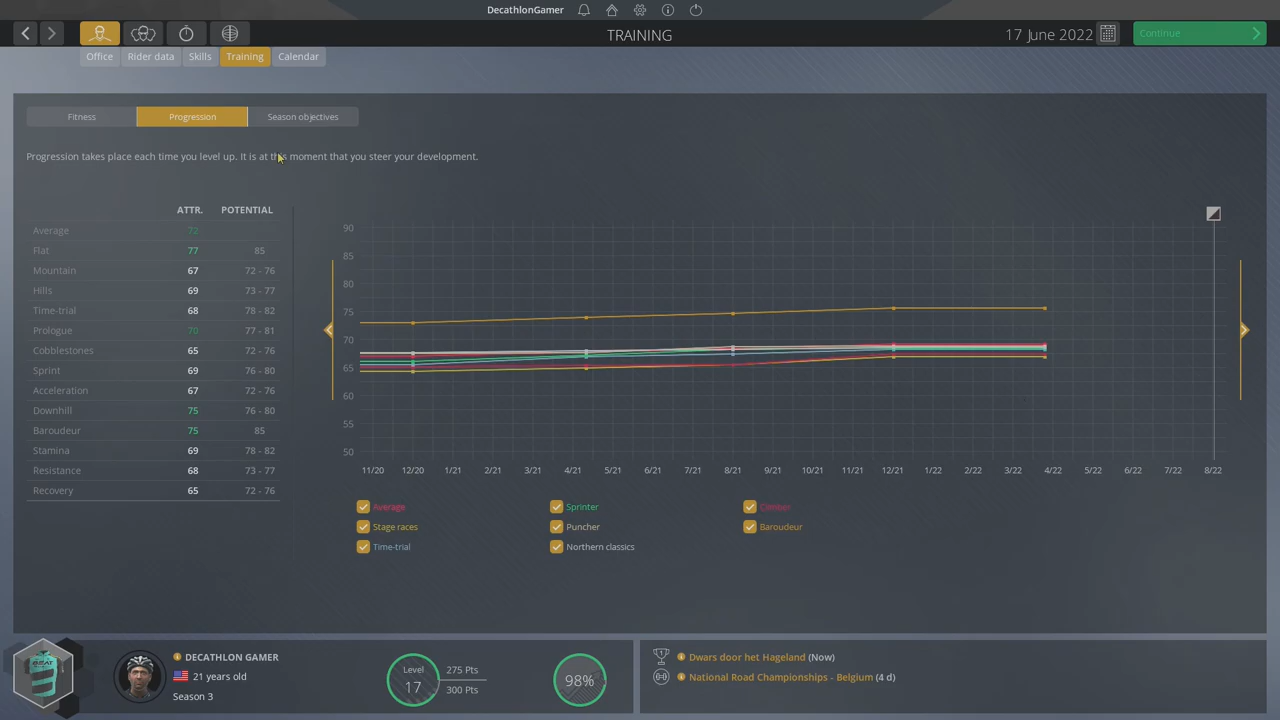 DecathlonGamer
TRAINING
17 June 2022
Continue
Office
Rider data
Skills
Training
Calendar
Fitness
Progression
Season objectives
Progression takes place each time you level up. It is at this moment that you steer your development.
ATTR. POTENTIAL
Average 72
Flat 77 85
Mountain 67 72 - 76
Hills 69 73 - 77
Time-trial 68 78 - 82
Prologue 70 77 - 81
Cobblestones 65 72 - 76
Sprint 69 76 - 80
Acceleration 67 72 - 76
Downhill 75 76 - 80
Baroudeur 75 85
Stamina 69 78 - 82
Resistance 68 73 - 77
Recovery 65 72 - 76
90
85
80
75
70
65
60
55
50
11/20 12/20 1/21 2/21 3/21 4/21 5/21 6/21 7/21 8/21 9/21 10/21 11/21 12/21 1/22 2/22 3/22 4/22 5/22 6/22 7/22 8/22
Average Sprinter Climber
Stage races Puncher Baroudeur
Time-trial Northern classics
BEAT
DECATHLON GAMER
21 years old
Season 3
Level
17
275 Pts
300 Pts
98%
Dwars door het Hageland (Now)
National Road Championships - Belgium (4 d)